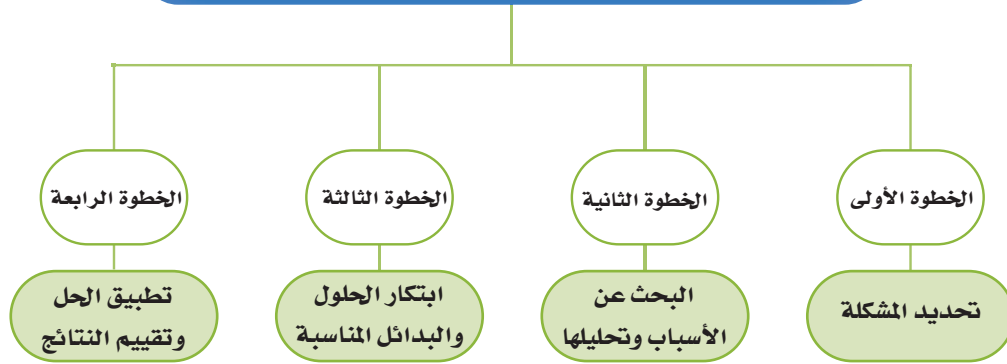 الخطوة الأولى
الخطوة الثانية
الخطوة الثالثة
الخطوة الرابعة
تحديد المشكلة
البحث عن
الأسباب وتحليلها
ابتكار الحلول
والبدائل المناسبة
تطبيق الحل
وتقييم النتائج